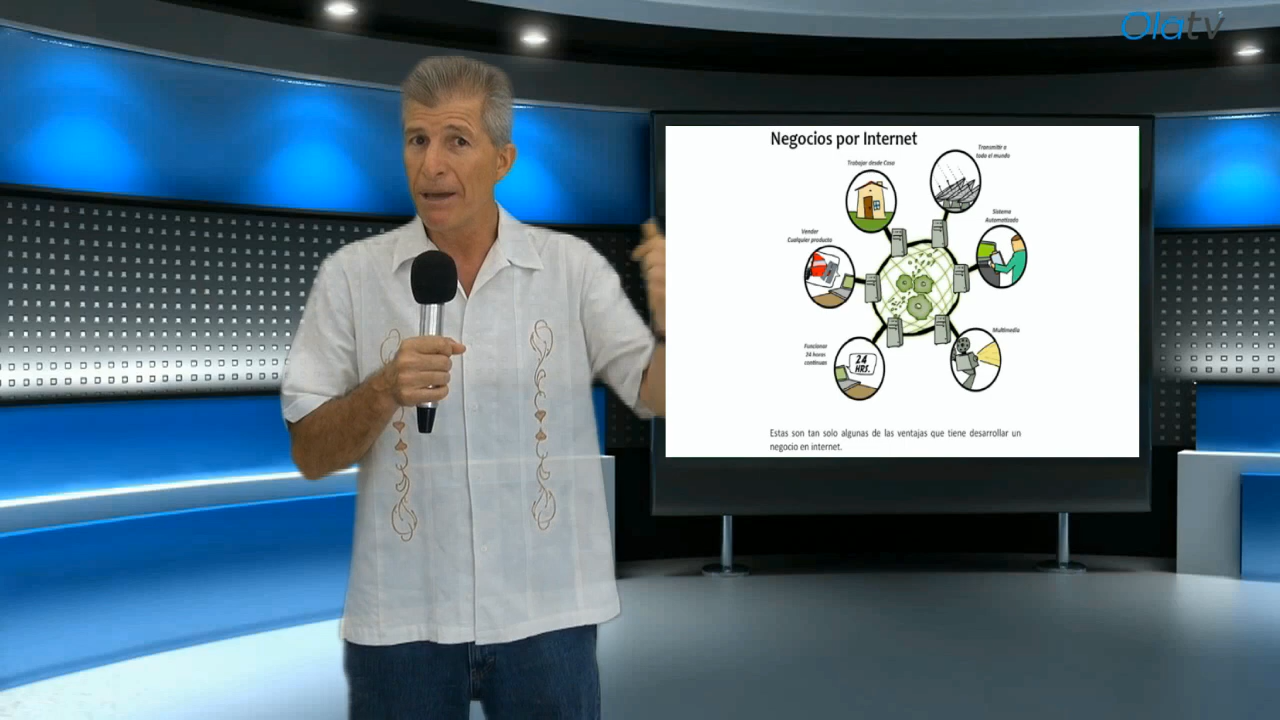 Olatv
Negocios por Internet
Trabajar desde Casa
Transmitir a
todo el mundo
Vender
Cualquier producto
Sistema
Automatizado
Funcionar
24 horas
continuas
24
HRS.
Multimedia
Estas son tan solo algunas de las ventajas que tiene desarrollar un
negocio en internet.